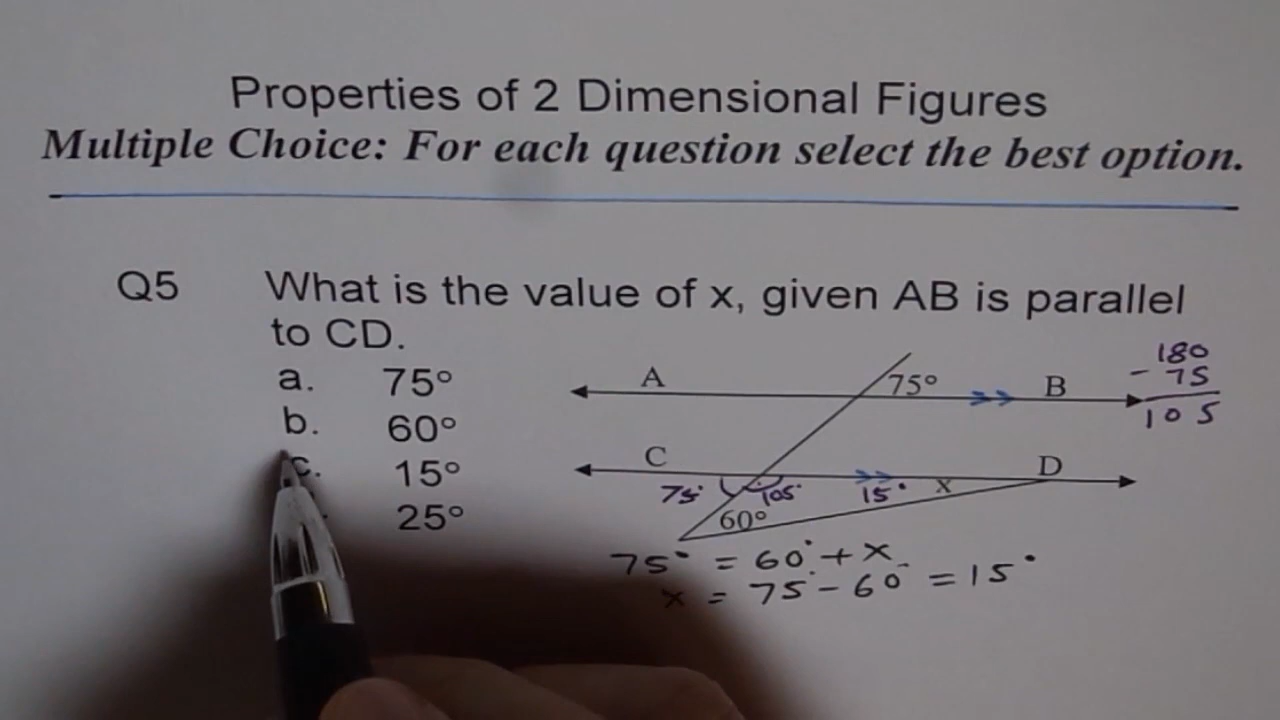 Properties of 2 Dimensional Figures
Multiple Choice: For each question select the best option.
Q5 What is the value of x, given AB is parallel
to CD.
a. 75°
b. 60°
c. 15°
25°
A 75° B
C D
75° 105° 15° x
60°
180
- 75
105
75° = 60° + x
x = 75° - 60° = 15°